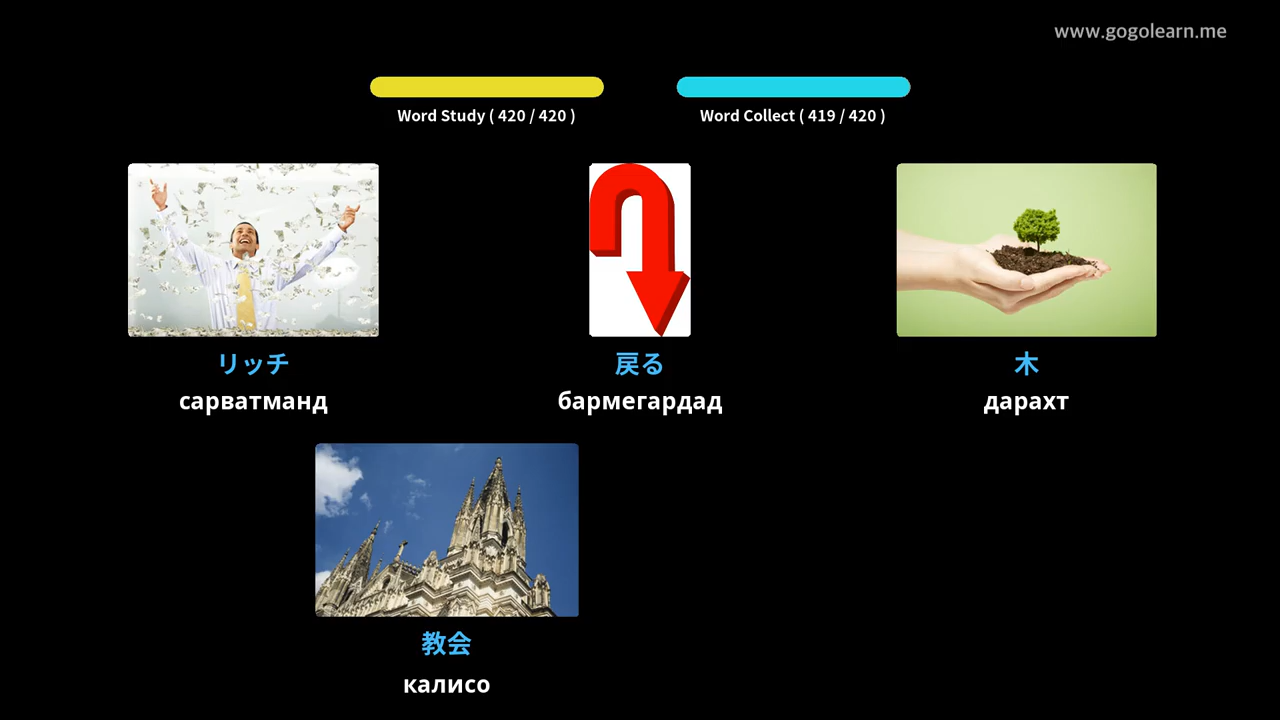 www.gogolearn.me
Word Study ( 420 / 420 )
Word Collect ( 419 / 420 )
リッチ
сарватманд
戻る
бармегардад
木
дарахт
教会
калисо